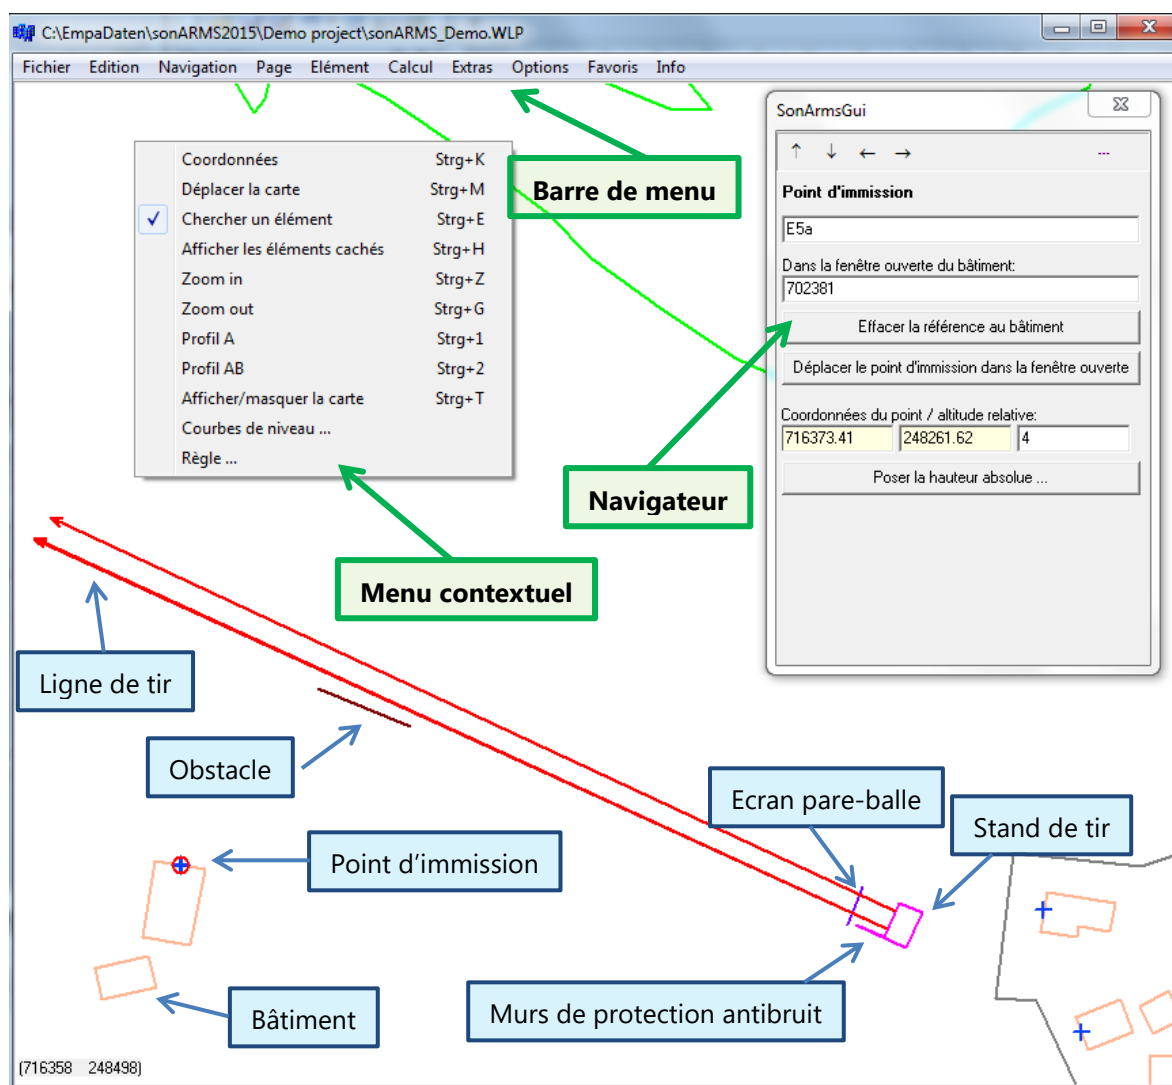 C:\EmpaDaten\sonARMS2015\Demo project\sonARMS_Demo.WLP
Fichier Edition Navigation Page Elément Calcul Extras Options Favoris Info
Coordonnées Strg+K
Déplacer la carte Strg+M
Chercher un élément Strg+E
Afficher les éléments cachés Strg+H
Zoom in Strg+Z
Zoom out Strg+G
Profil A Strg+1
Profil AB Strg+2
Afficher/masquer la carte Strg+T
Courbes de niveau ...
Règle ...
Barre de menu
SonArmsGui
↑ ↓ ← → ...
Point d'immission
E5a
Dans la fenêtre ouverte du bâtiment:
702381
Effacer la référence au bâtiment
Déplacer le point d'immission dans la fenêtre ouverte
Coordonnées du point / altitude relative:
716373.41 248261.62 4
Poser la hauteur absolue ...
Navigateur
Menu contextuel
Ligne de tir
Obstacle
Ecran pare-balle
Stand de tir
Point d'immission
Murs de protection antibruit
Bâtiment
(716358 248498)